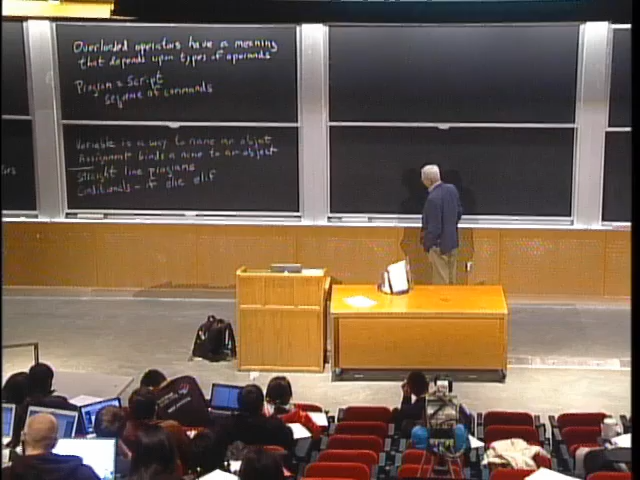 Overloaded operators have a meaning
that depends upon types of operands
Program = Script
sequence of commands
Variable is a way to name an object
Assignment binds a name to an object
Straight line programs
Conditionals - if else elif